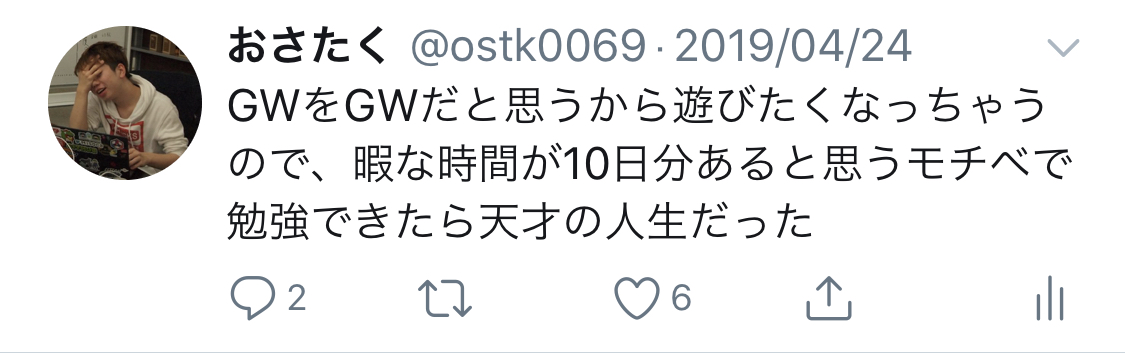 おさたく @ostk0069 · 2019/04/24
GWをGWだと思うから遊びたくなっちゃう
ので、暇な時間が10日分あると思うモチベで
勉強できたら天才の人生だった
2 6